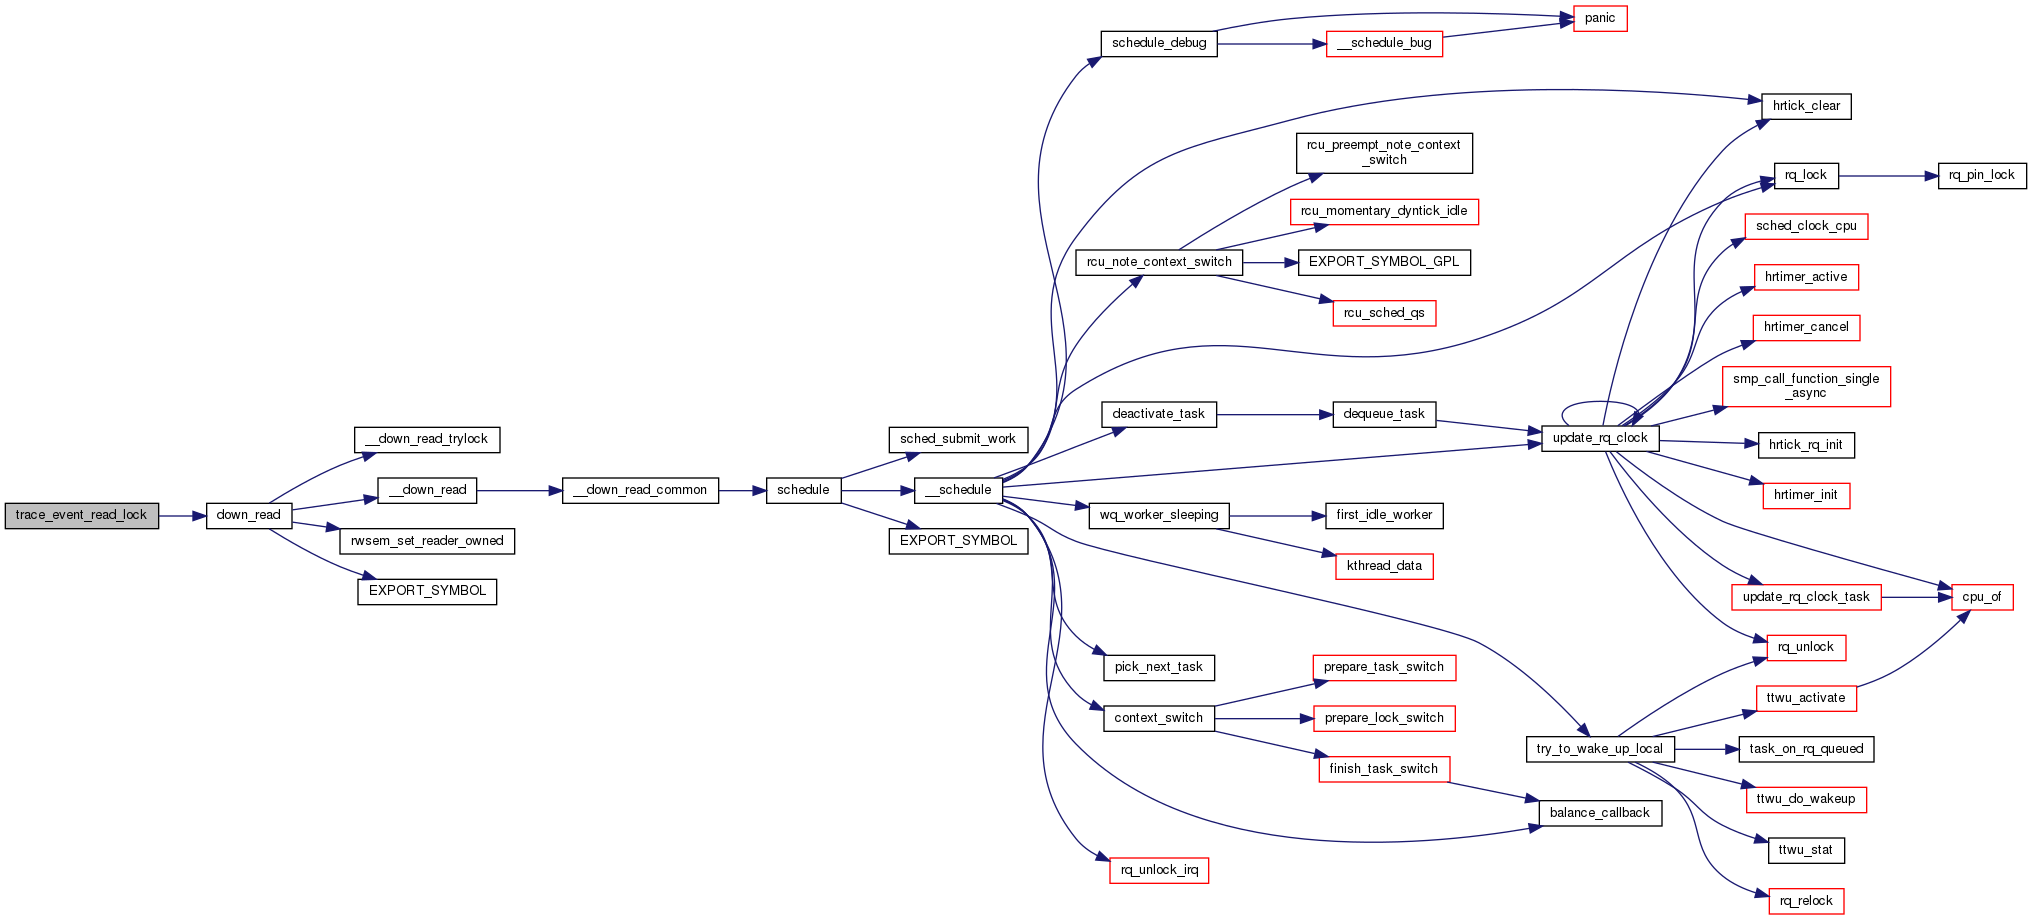 trace_event_read_lock
down_read
__down_read_trylock
__down_read
rwsem_set_reader_owned
EXPORT_SYMBOL
__down_read_common
schedule
sched_submit_work
__schedule
EXPORT_SYMBOL
schedule_debug
__schedule_bug
panic
hrtick_clear
rcu_preempt_note_context
_switch
rcu_momentary_dyntick_idle
rcu_note_context_switch
EXPORT_SYMBOL_GPL
rcu_sched_qs
rq_lock
rq_pin_lock
sched_clock_cpu
hrtimer_active
hrtimer_cancel
smp_call_function_single
_async
deactivate_task
dequeue_task
update_rq_clock
hrtick_rq_init
hrtimer_init
wq_worker_sleeping
first_idle_worker
kthread_data
update_rq_clock_task
cpu_of
rq_unlock
pick_next_task
context_switch
prepare_task_switch
prepare_lock_switch
finish_task_switch
balance_callback
rq_unlock_irq
try_to_wake_up_local
ttwu_activate
task_on_rq_queued
ttwu_do_wakeup
ttwu_stat
rq_relock